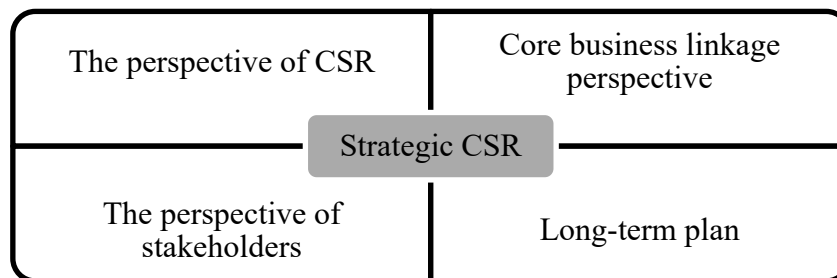 The perspective of CSR
Core business linkage
perspective
Strategic CSR
The perspective of
stakeholders
Long-term plan